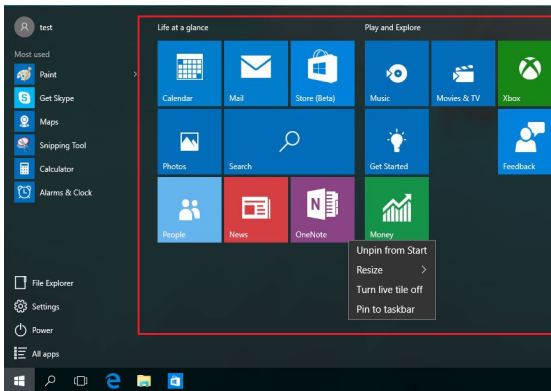 test
Most used
Paint
Get Skype
Maps
Snipping Tool
Calculator
Alarms & Clock
File Explorer
Settings
Power
All apps
Life at a glance
Calendar
Mail
Store (Beta)
Photos
Search
People
News
OneNote
Play and Explore
Music
Movies & TV
Xbox
Get Started
Feedback
Money
Unpin from Start
Resize
Turn live tile off
Pin to taskbar